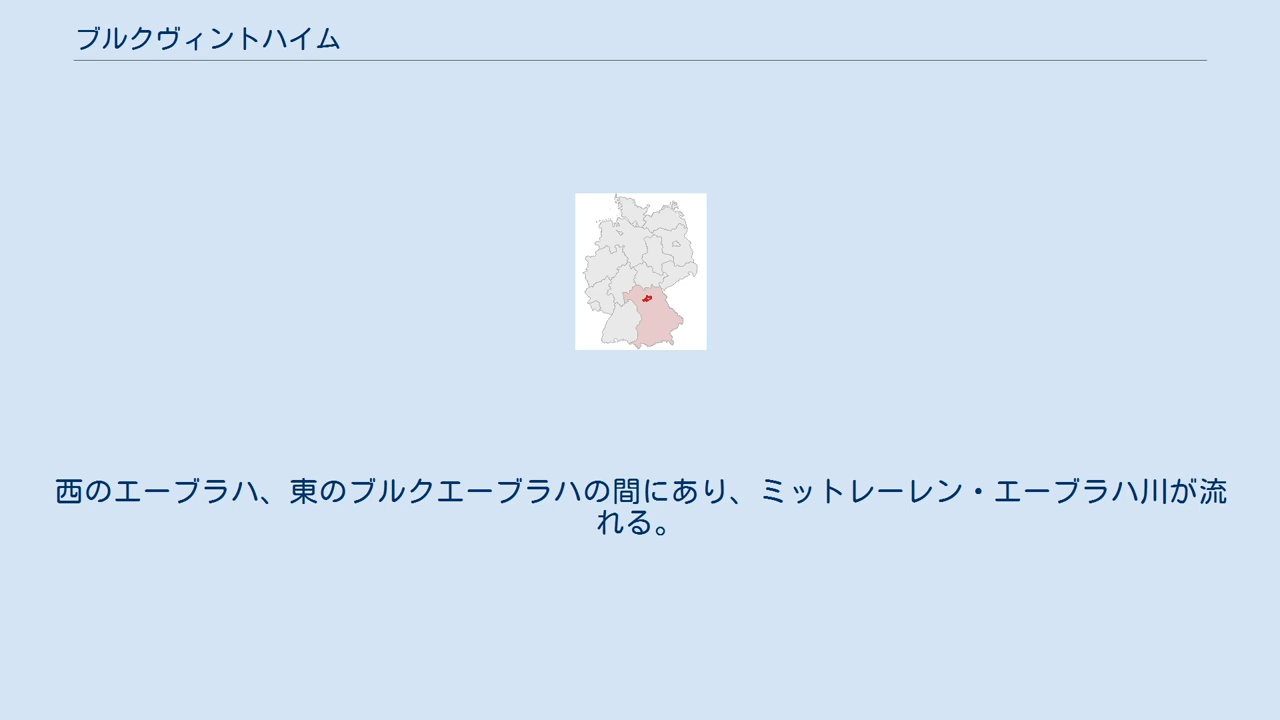 ブルクヴィントハイム
西のエーブラハ、東のブルクエーブラハの間にあり、ミットレーレン・エーブラハ川が流
れる。